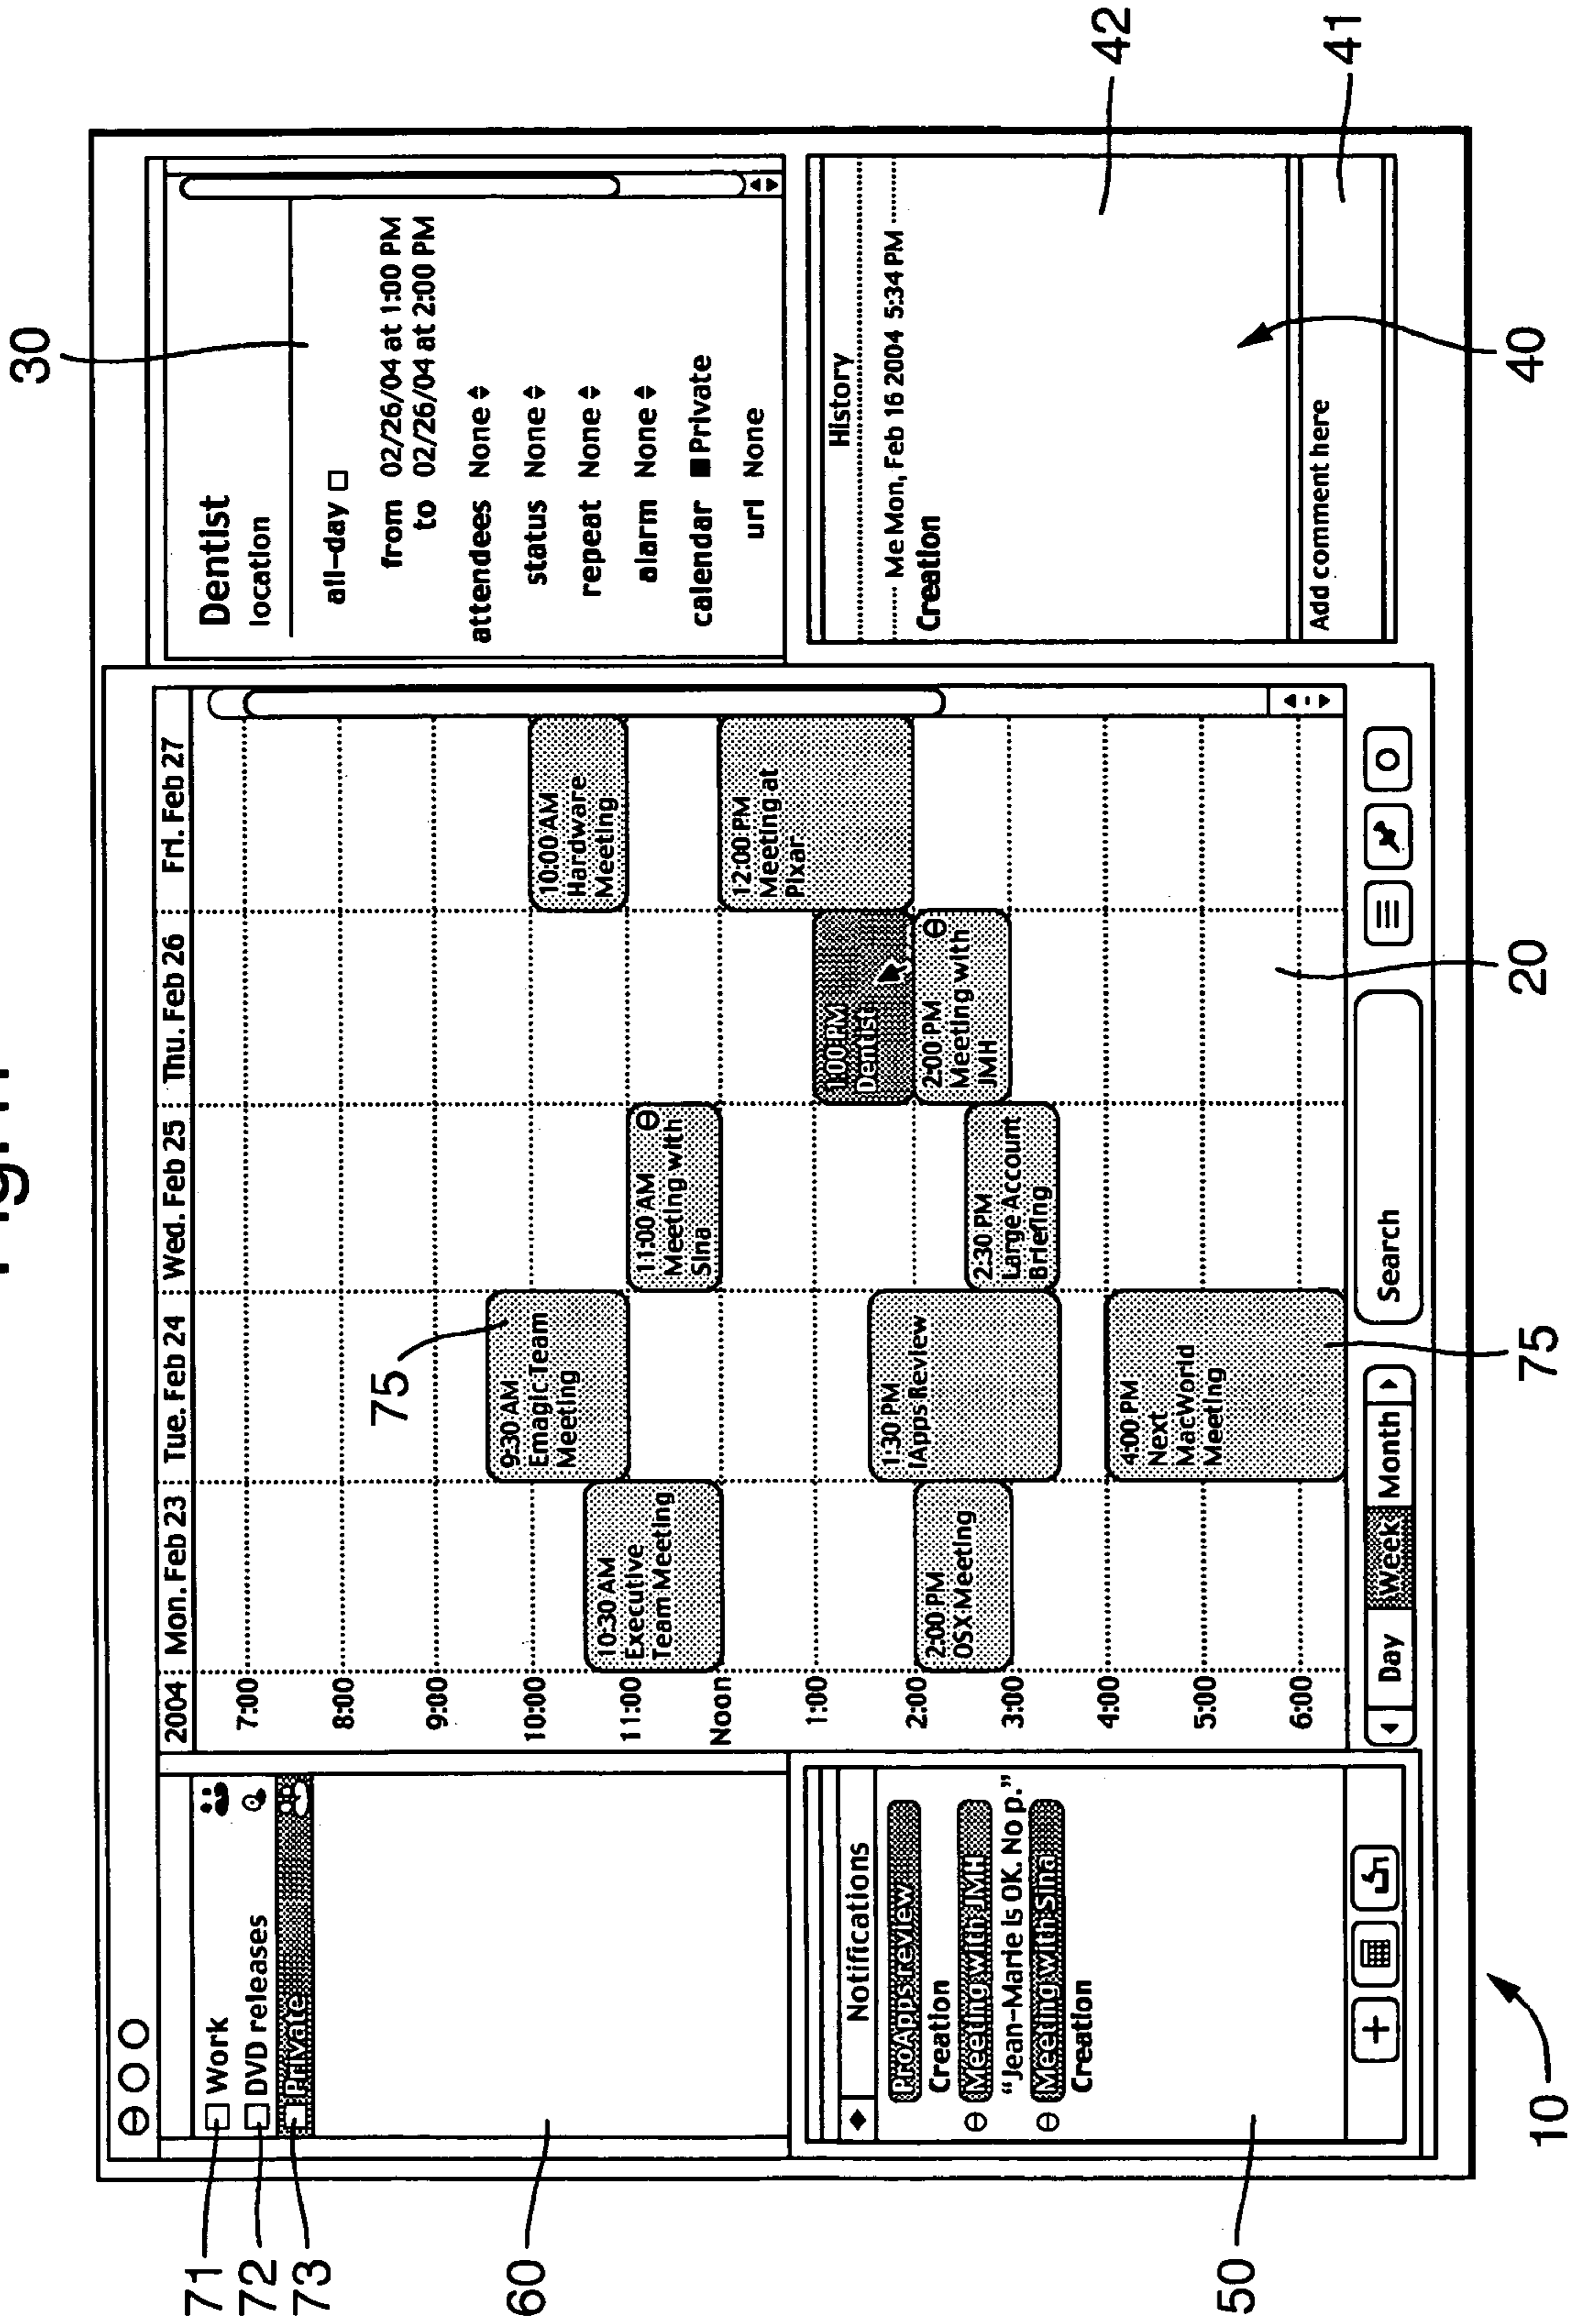 71
72
73
60
50
10
Work
DVD releases
Private
Notifications
ProApps review
Creation
Meeting with JMH
"Jean-Marie is OK. No p."
Meeting with Sina
Creation
2004 Mon. Feb 23 Tue. Feb 24 Wed. Feb 25 Thu. Feb 26 Fri. Feb 27
7:00
8:00
9:00
10:00
11:00
Noon
1:00
2:00
3:00
4:00
5:00
6:00
10:30 AM
Executive
Team Meeting
2:00 PM
OSX Meeting
9:30 AM
Emagic Team
Meeting
75
1:30 PM
iApps Review
4:00 PM
Next
MacWorld
Meeting
75
11:00 AM
Meeting with
Sina
2:30 PM
Large Account
Briefing
1:00 PM
Dentist
2:00 PM
Meeting with
JMH
10:00 AM
Hardware
Meeting
12:00 PM
Meeting at
Pixar
Day Week Month
Search
20
30
Dentist
location
all-day
from 02/26/04 at 1:00 PM
to 02/26/04 at 2:00 PM
attendees None
status None
repeat None
alarm None
calendar Private
url None
History
Me Mon, Feb 16 2004 5:34 PM
Creation
Add comment here
40
42
41